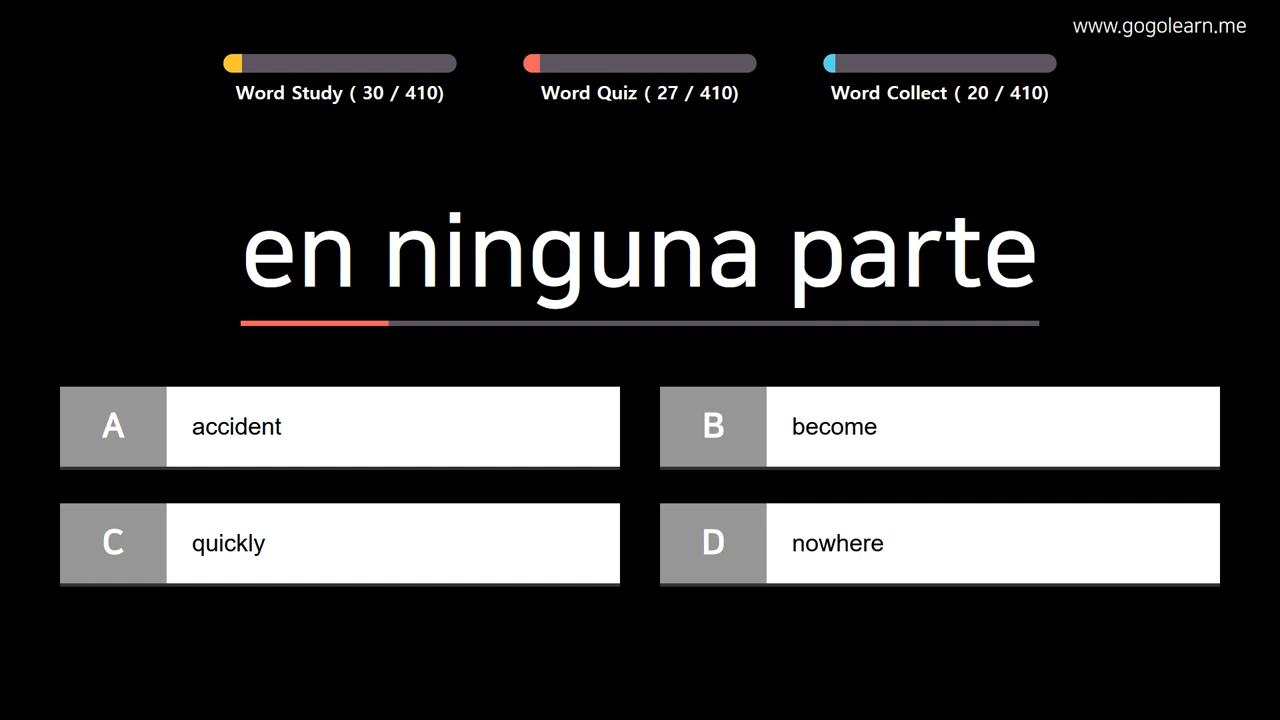 www.gogolearn.me
Word Study ( 30 / 410)
Word Quiz ( 27 / 410)
Word Collect ( 20 / 410)
en ninguna parte
A accident
B become
C quickly
D nowhere